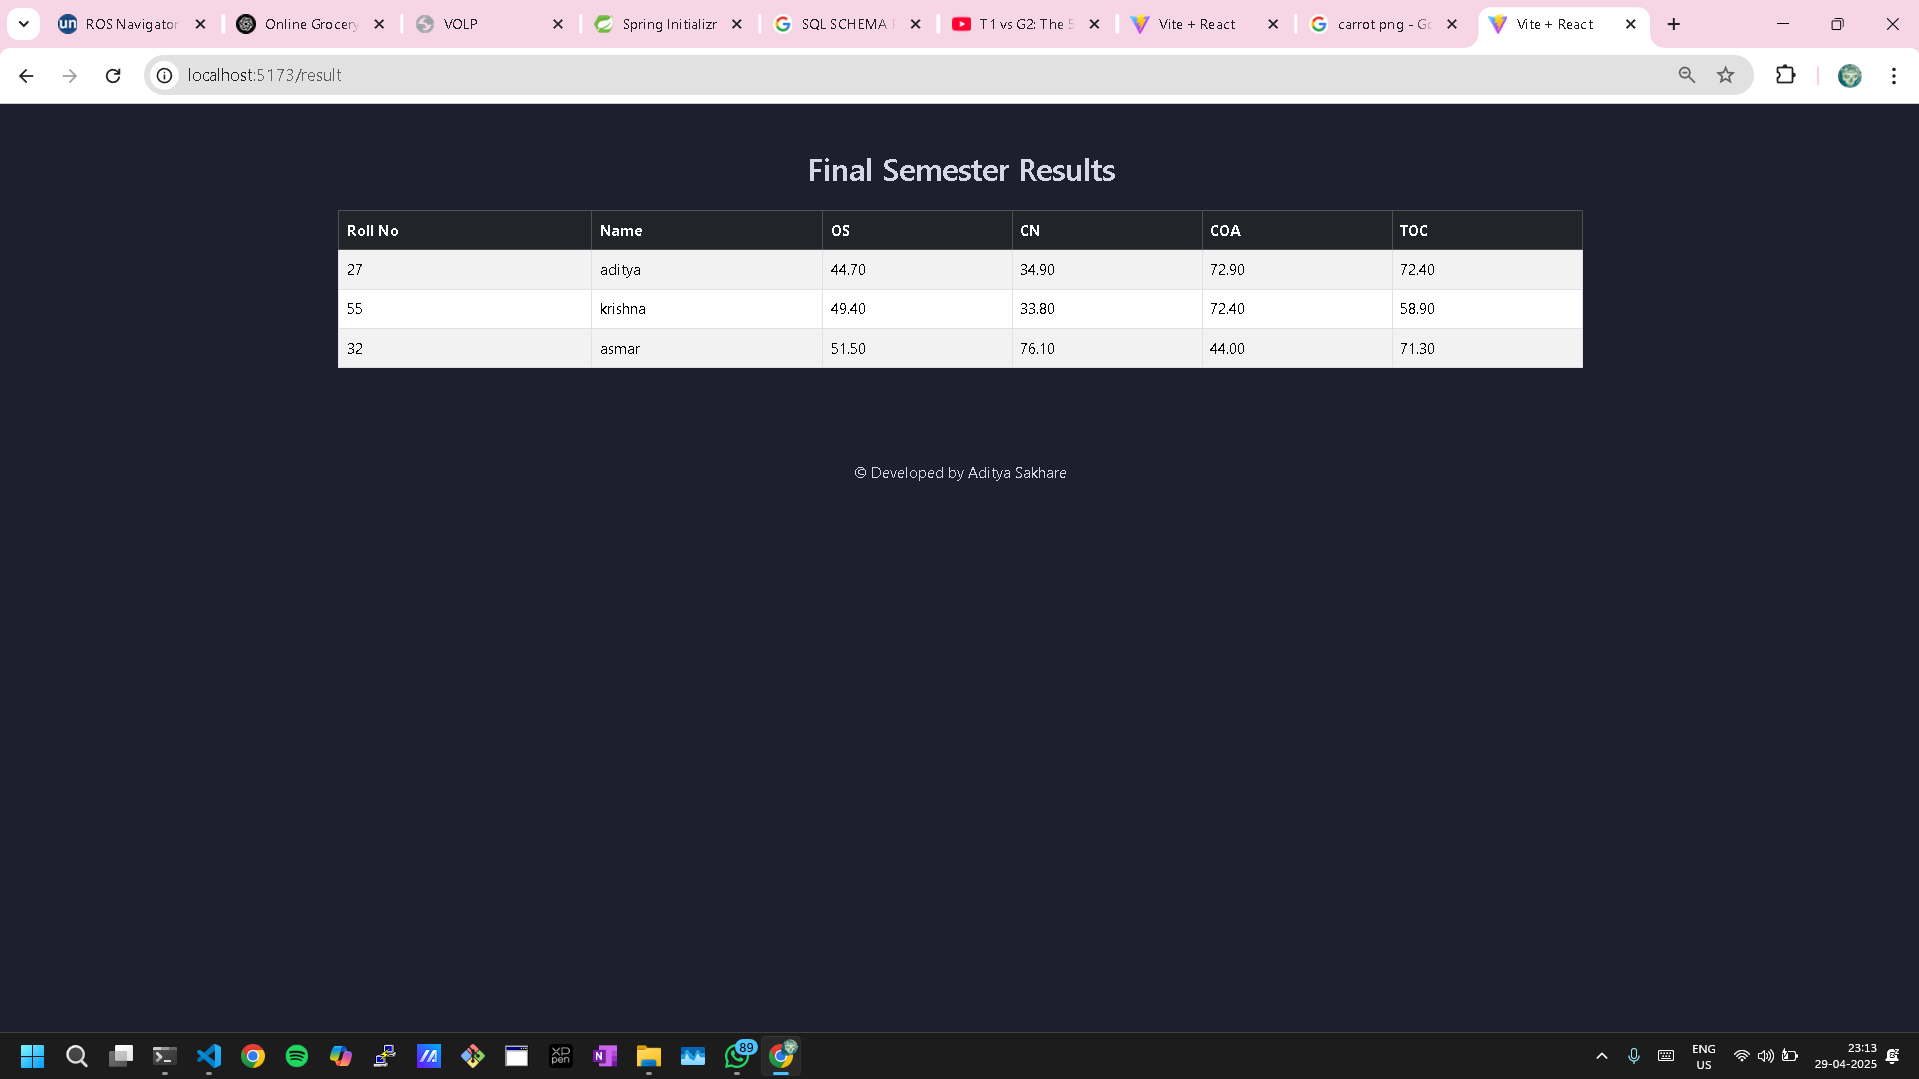 ROS Navigator
Online Grocery
VOLP
Spring Initializr
SQL SCHEMA
T1 vs G2: The
Vite + React
carrot png - Go
Vite + React
localhost:5173/result
Final Semester Results
Roll No Name OS CN COA TOC
27 aditya 44.70 34.90 72.90 72.40
55 krishna 49.40 33.80 72.40 58.90
32 asmar 51.50 76.10 44.00 71.30
© Developed by Aditya Sakhare
89
ENG
US
23:13
29-04-2025